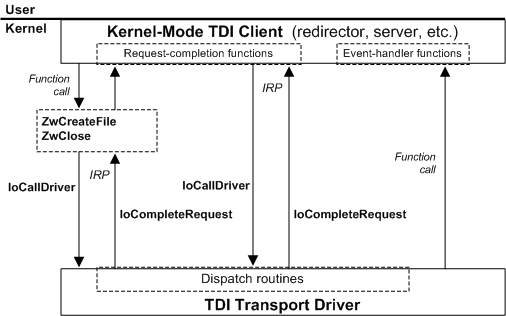 User
Kernel
Kernel-Mode TDI Client (redirector, server, etc.)
Request-completion functions
Event-handler functions
Function
call
IRP
ZwCreateFile
ZwClose
Function
call
IRP
IoCallDriver
IoCallDriver
IoCompleteRequest
IoCompleteRequest
Dispatch routines
TDI Transport Driver